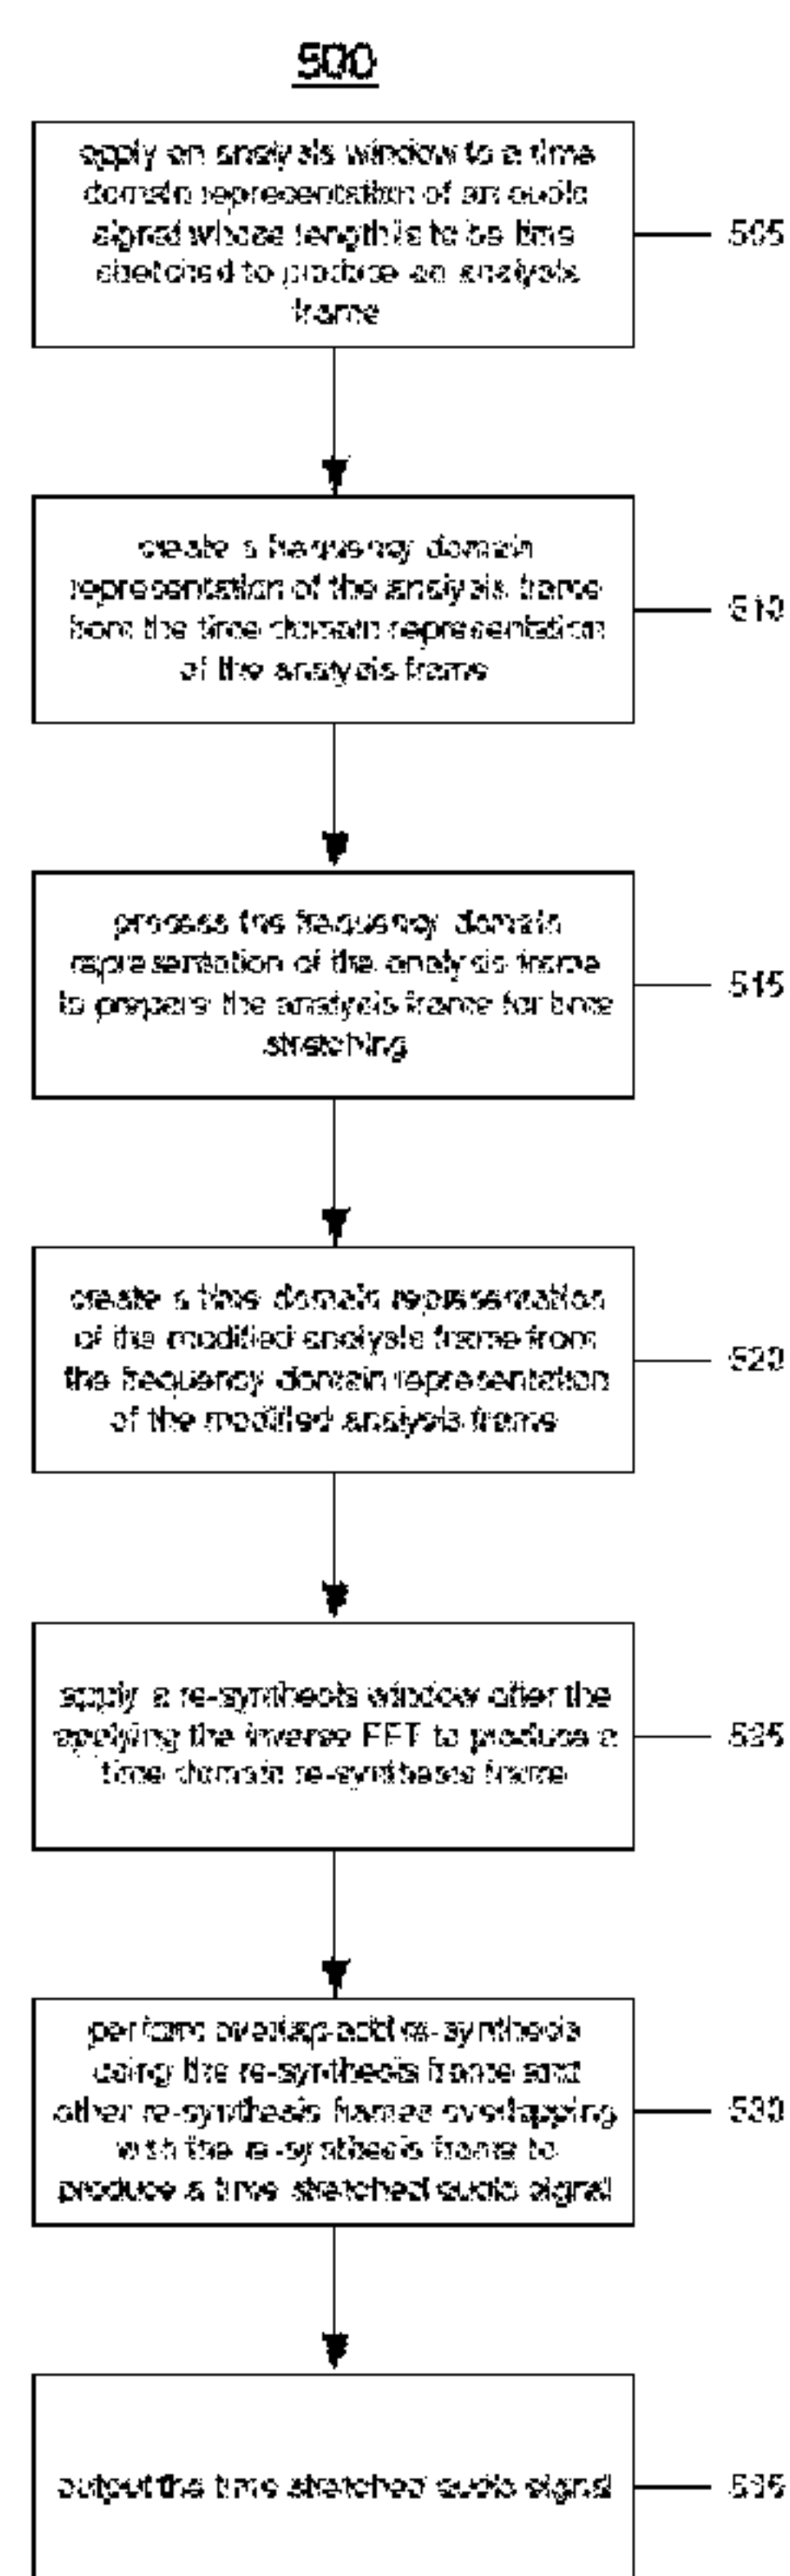 500
apply an analysis window to a time
domain representation of an audio
signal whose length is to be time
stretched to produce an analysis
frame
505
create a frequency domain
representation of the analysis frame
from the time domain representation
of the analysis frame
510
process the frequency domain
representation of the analysis frame
to prepare the analysis frame for time
stretching
515
create a time domain representation
of the modified analysis frame from
the frequency domain representation
of the modified analysis frame
520
apply a re-synthesis window after the
applying the inverse FFT to produce a
time domain re-synthesis frame
525
perform overlap-add re-synthesis
using the re-synthesis frame and
other re-synthesis frames overlapping
with the re-synthesis frame to
produce a time stretched audio signal
530
output the time stretched audio signal
535